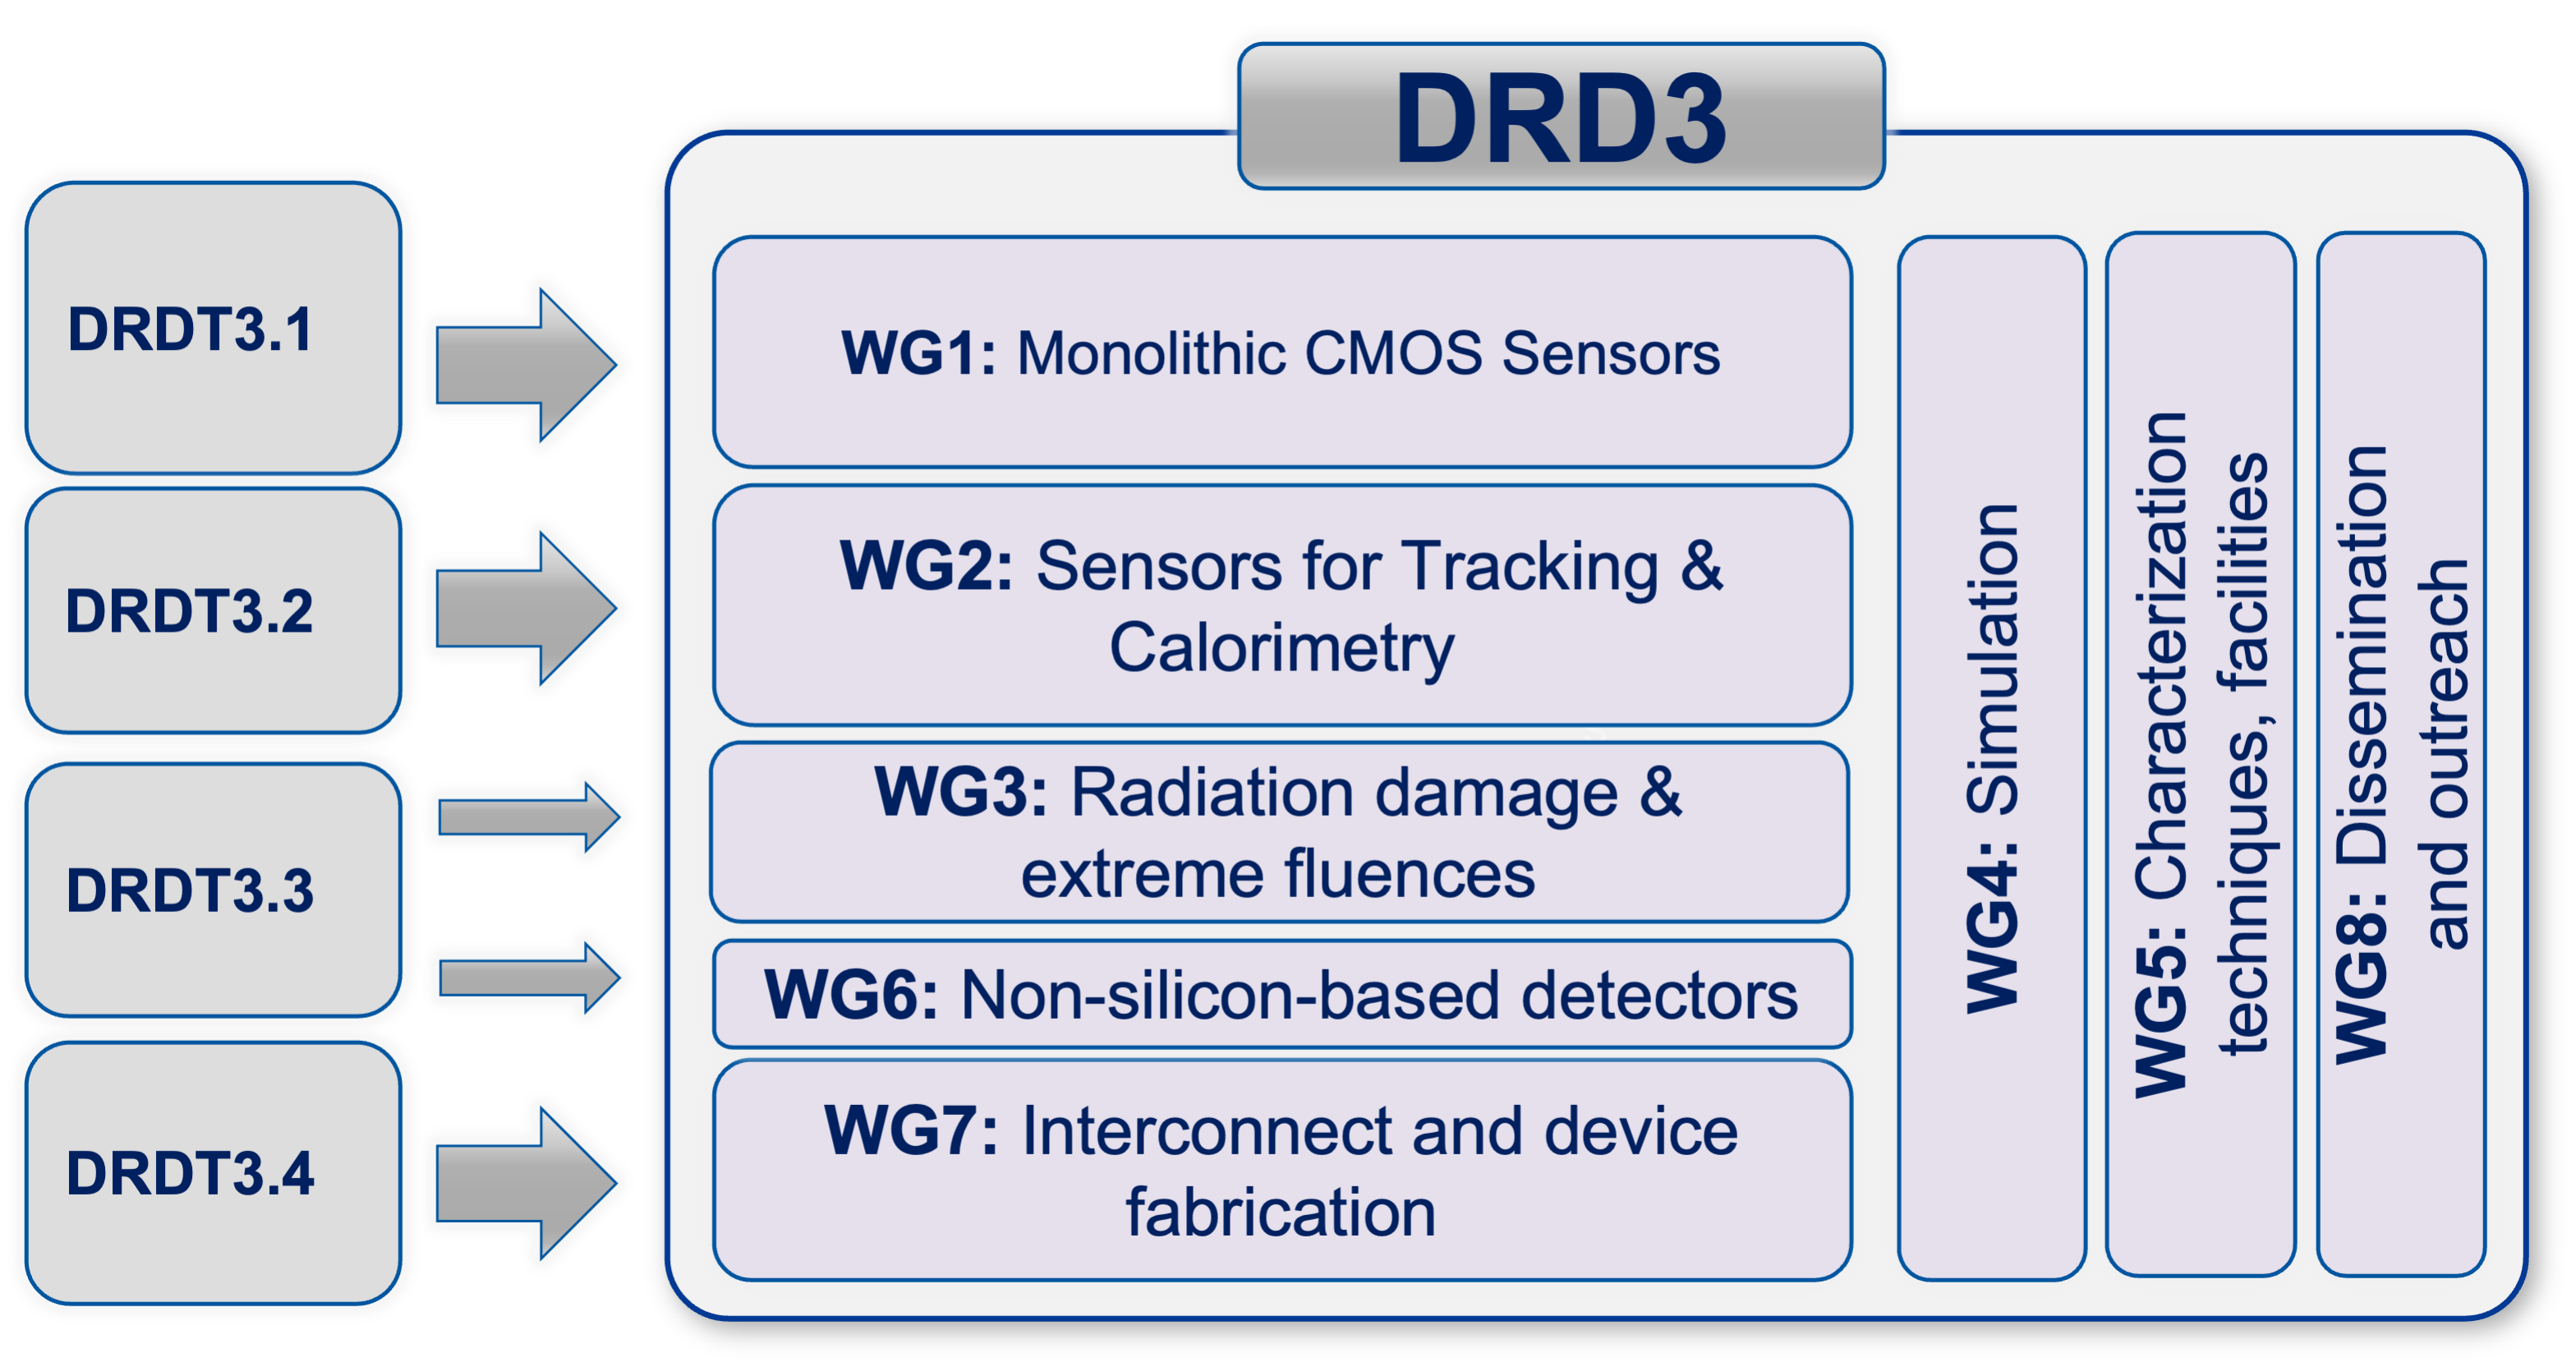 DRD3
DRDT3.1
DRDT3.2
DRDT3.3
DRDT3.4
WG1: Monolithic CMOS Sensors
WG2: Sensors for Tracking &
Calorimetry
WG3: Radiation damage &
extreme fluences
WG6: Non-silicon-based detectors
WG7: Interconnect and device
fabrication
WG4: Simulation
WG5: Characterization
techniques, facilities
WG8: Dissemination
and outreach